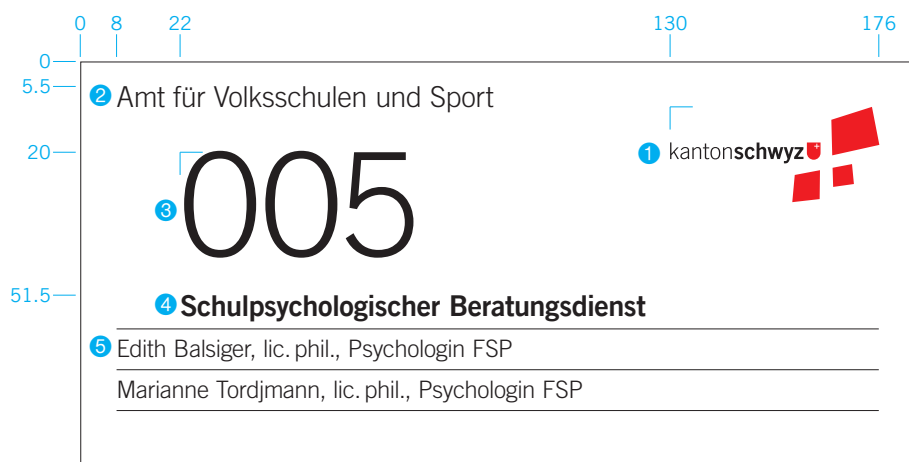 0 8 22 130 176
0
5.5
2 Amt für Volksschulen und Sport
20
1 kantonschwyz
3 005
51.5
4 Schulpsychologischer Beratungsdienst
5 Edith Balsiger, lic. phil., Psychologin FSP
Marianne Tordjmann, lic. phil., Psychologin FSP